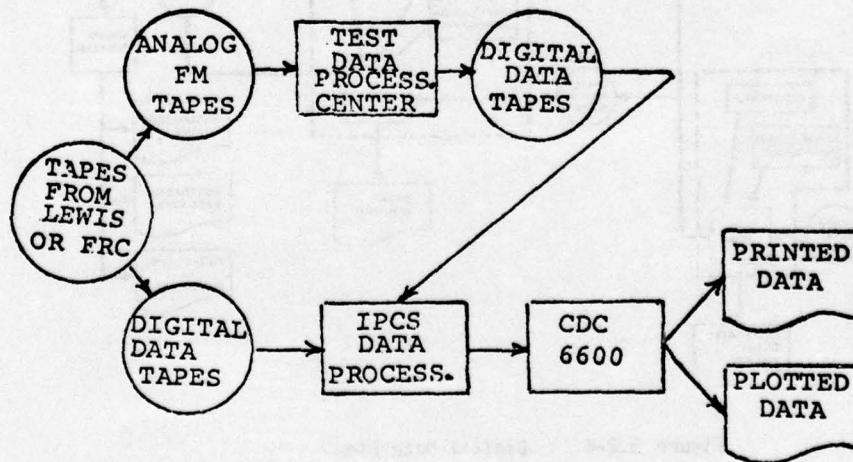 ANALOG
FM
TAPES
TEST
DATA
PROCESS.
CENTER
DIGITAL
DATA
TAPES
TAPES
FROM
LEWIS
OR FRC
DIGITAL
DATA
TAPES
IPCS
DATA
PROCESS.
CDC
6600
PRINTED
DATA
PLOTTED
DATA